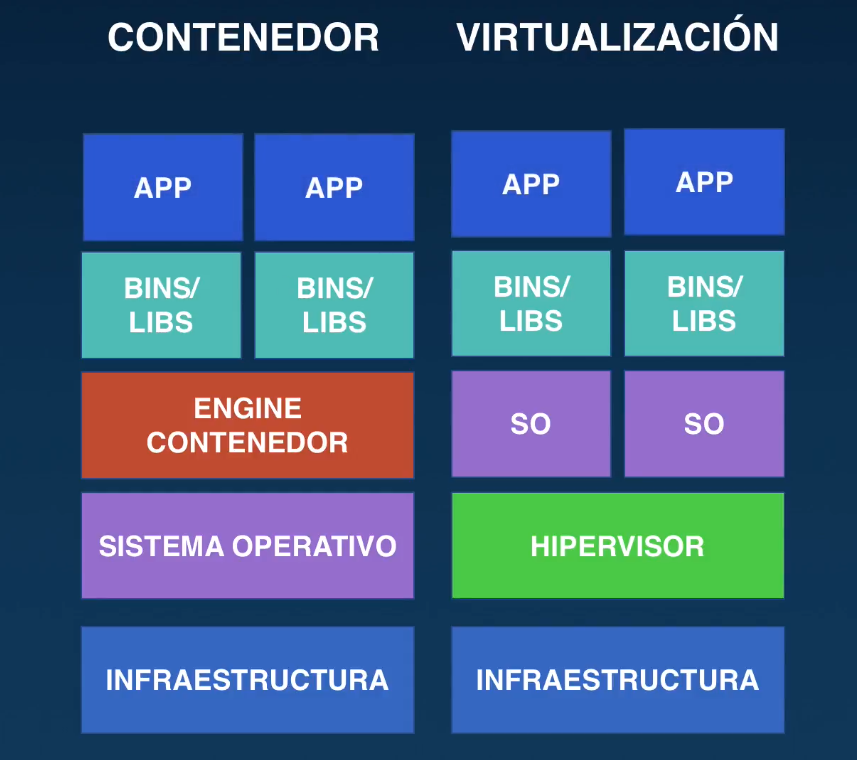 CONTENEDOR
APP
APP
BINS/
LIBS
BINS/
LIBS
ENGINE
CONTENEDOR
SISTEMA OPERATIVO
INFRAESTRUCTURA
VIRTUALIZACIÓN
APP
APP
BINS/
LIBS
BINS/
LIBS
SO
SO
HIPERVISOR
INFRAESTRUCTURA